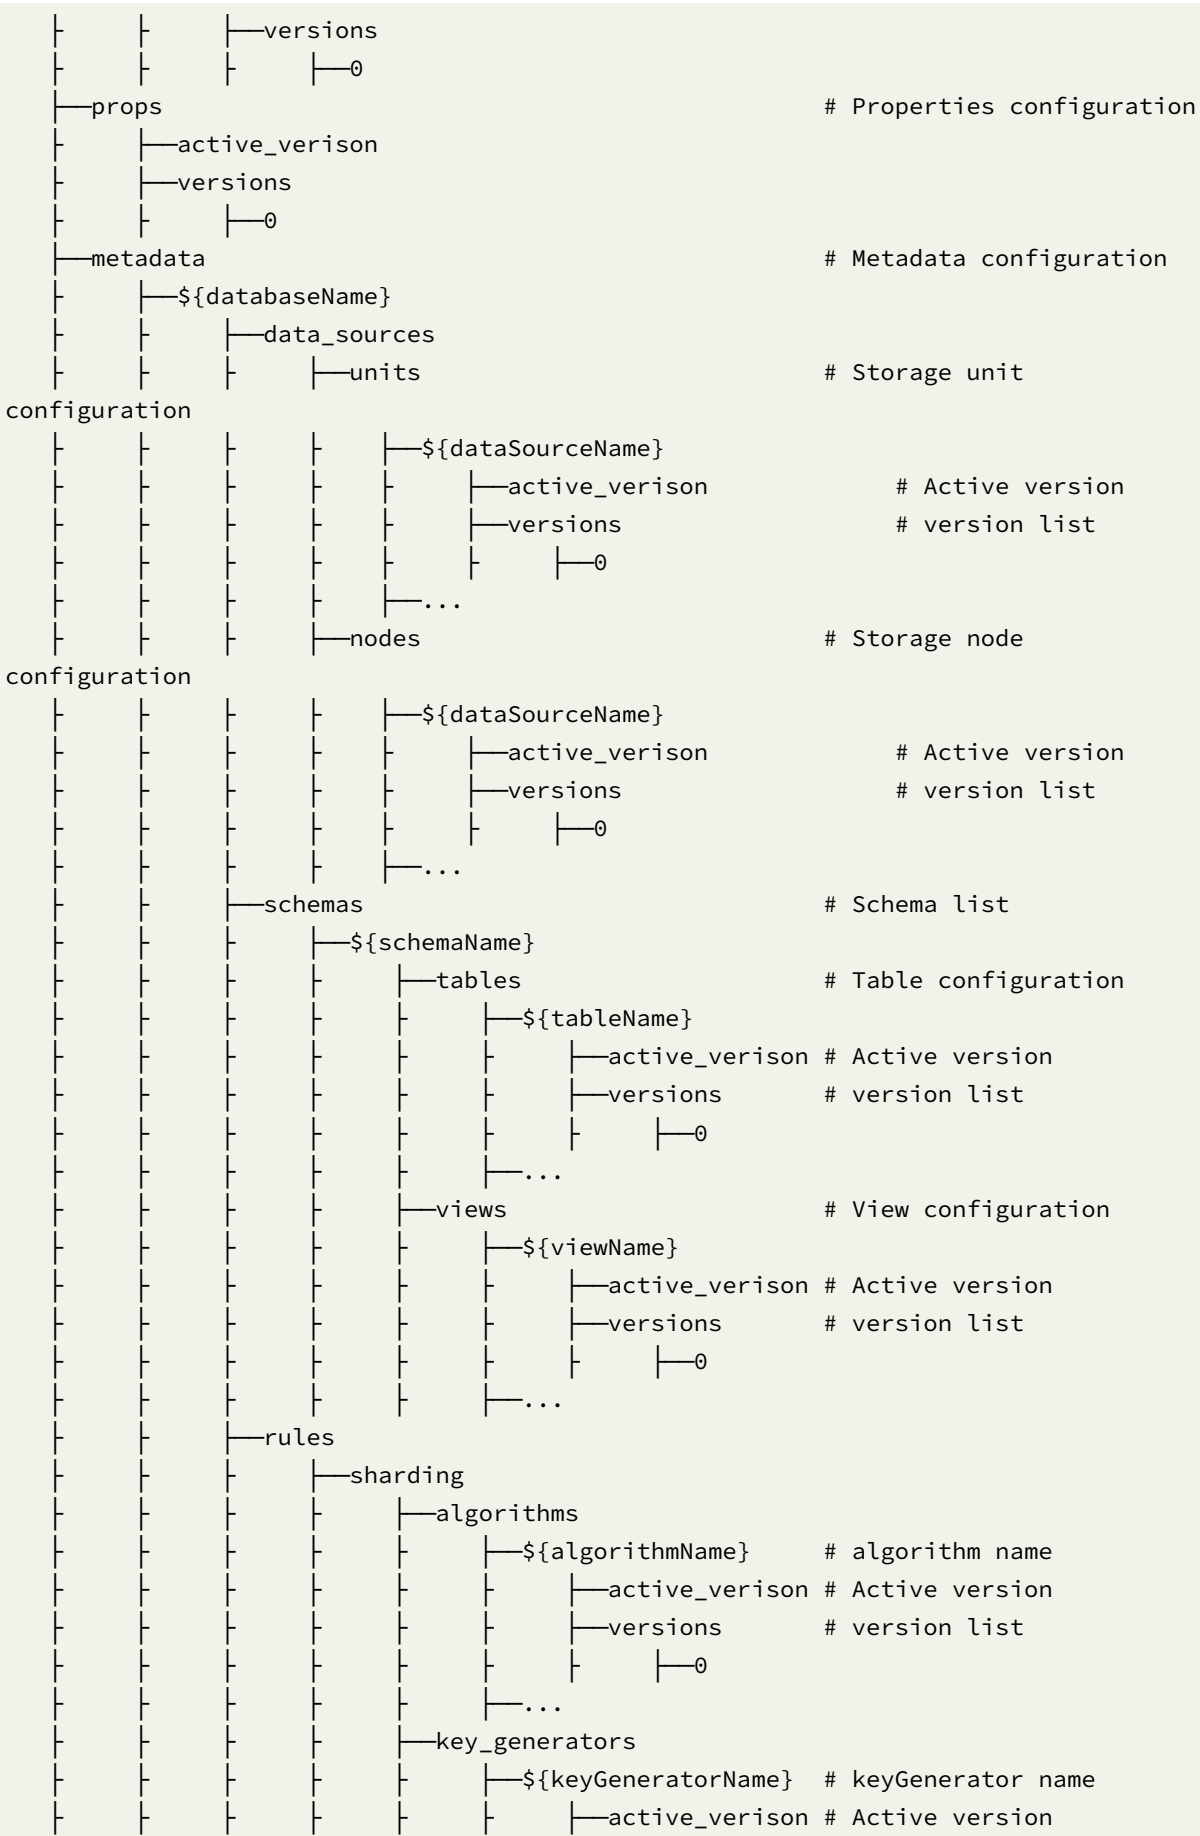 ├ ├ ├──versions
├ ├ ├ ├──0
├──props # Properties configuration
├ ├──active_verison
├ ├──versions
├ ├ ├──0
├──metadata # Metadata configuration
├ ├──${databaseName}
├ ├ ├──data_sources
├ ├ ├ ├──units # Storage unit
configuration
├ ├ ├ ├ ├──${dataSourceName}
├ ├ ├ ├ ├ ├──active_verison # Active version
├ ├ ├ ├ ├ ├──versions # version list
├ ├ ├ ├ ├ ├ ├──0
├ ├ ├ ├ ├──...
├ ├ ├ ├──nodes # Storage node
configuration
├ ├ ├ ├ ├──${dataSourceName}
├ ├ ├ ├ ├ ├──active_verison # Active version
├ ├ ├ ├ ├ ├──versions # version list
├ ├ ├ ├ ├ ├ ├──0
├ ├ ├ ├ ├──...
├ ├ ├──schemas # Schema list
├ ├ ├ ├──${schemaName}
├ ├ ├ ├ ├──tables # Table configuration
├ ├ ├ ├ ├ ├──${tableName}
├ ├ ├ ├ ├ ├ ├──active_verison # Active version
├ ├ ├ ├ ├ ├ ├──versions # version list
├ ├ ├ ├ ├ ├ ├ ├──0
├ ├ ├ ├ ├ ├──...
├ ├ ├ ├ ├──views # View configuration
├ ├ ├ ├ ├ ├──${viewName}
├ ├ ├ ├ ├ ├ ├──active_verison # Active version
├ ├ ├ ├ ├ ├ ├──versions # version list
├ ├ ├ ├ ├ ├ ├ ├──0
├ ├ ├ ├ ├ ├──...
├ ├ ├──rules
├ ├ ├ ├──sharding
├ ├ ├ ├ ├──algorithms
├ ├ ├ ├ ├ ├──${algorithmName} # algorithm name
├ ├ ├ ├ ├ ├ ├──active_verison # Active version
├ ├ ├ ├ ├ ├ ├──versions # version list
├ ├ ├ ├ ├ ├ ├ ├──0
├ ├ ├ ├ ├ ├──...
├ ├ ├ ├ ├──key_generators
├ ├ ├ ├ ├ ├──${keyGeneratorName} # keyGenerator name
├ ├ ├ ├ ├ ├ ├──active_verison # Active version